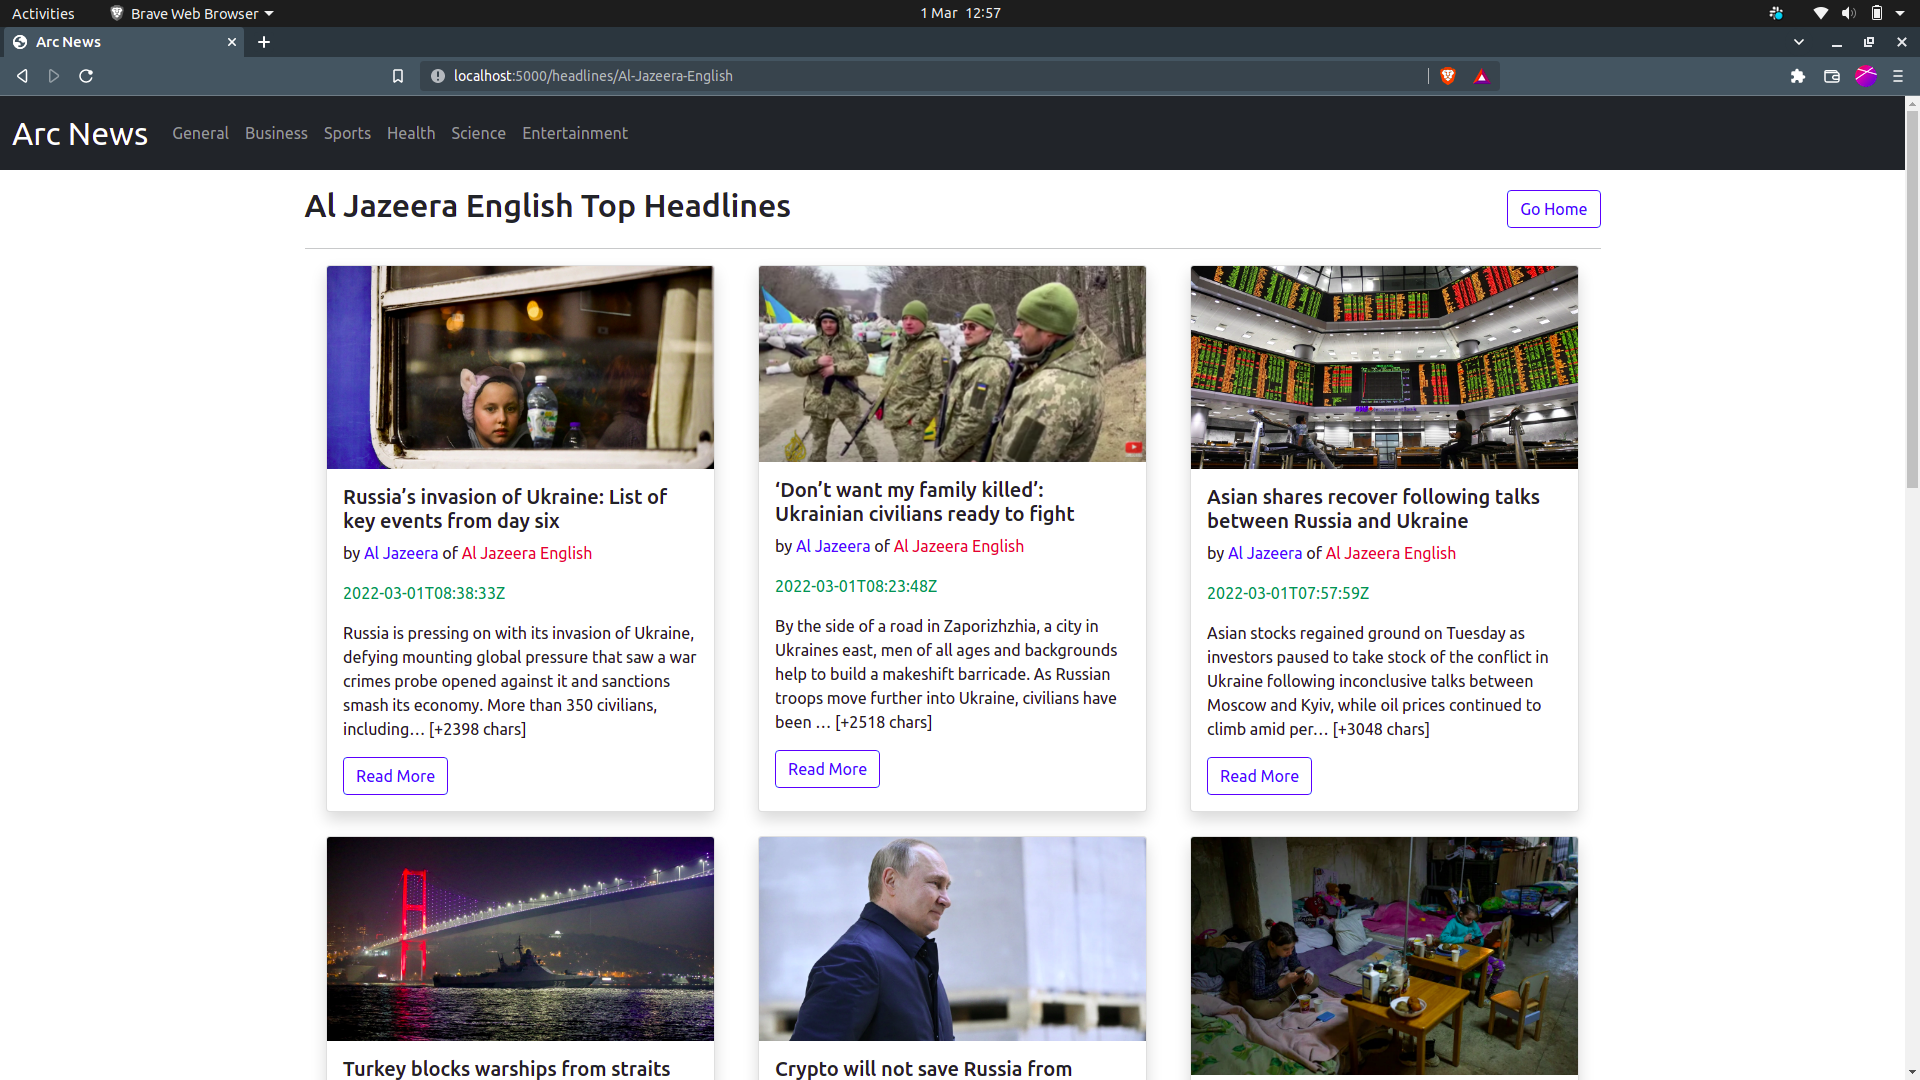 Activities
Brave Web Browser
1 Mar 12:57
Arc News
localhost:5000/headlines/Al-Jazeera-English
Arc News
General
Business
Sports
Health
Science
Entertainment
Al Jazeera English Top Headlines
Go Home
Russia’s invasion of Ukraine: List of
key events from day six
by Al Jazeera of Al Jazeera English
2022-03-01T08:38:33Z
Russia is pressing on with its invasion of Ukraine,
defying mounting global pressure that saw a war
crimes probe opened against it and sanctions
smash its economy. More than 350 civilians,
including… [+2398 chars]
Read More
‘Don’t want my family killed’:
Ukrainian civilians ready to fight
by Al Jazeera of Al Jazeera English
2022-03-01T08:23:48Z
By the side of a road in Zaporizhzhia, a city in
Ukraines east, men of all ages and backgrounds
help to build a makeshift barricade. As Russian
troops move further into Ukraine, civilians have
been … [+2518 chars]
Read More
Asian shares recover following talks
between Russia and Ukraine
by Al Jazeera of Al Jazeera English
2022-03-01T07:57:59Z
Asian stocks regained ground on Tuesday as
investors paused to take stock of the conflict in
Ukraine following inconclusive talks between
Moscow and Kyiv, while oil prices continued to
climb amid per… [+3048 chars]
Read More
Turkey blocks warships from straits
Crypto will not save Russia from